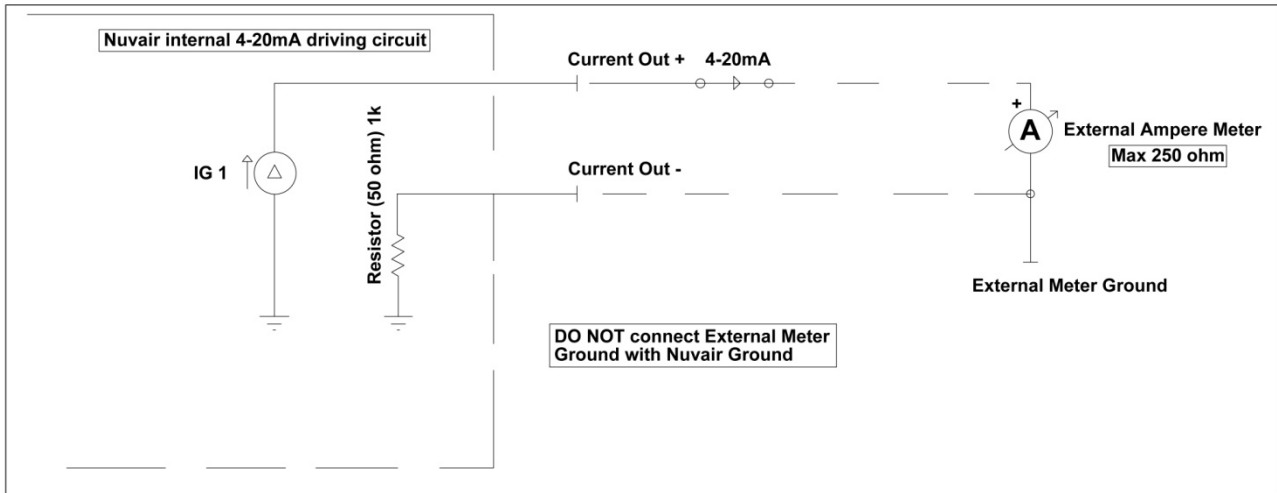 Nuvair internal 4-20mA driving circuit
Current Out + 4-20mA
+
A
External Ampere Meter
Max 250 ohm
IG 1
Resistor (50 ohm) 1k
Current Out -
External Meter Ground
DO NOT connect External Meter
Ground with Nuvair Ground